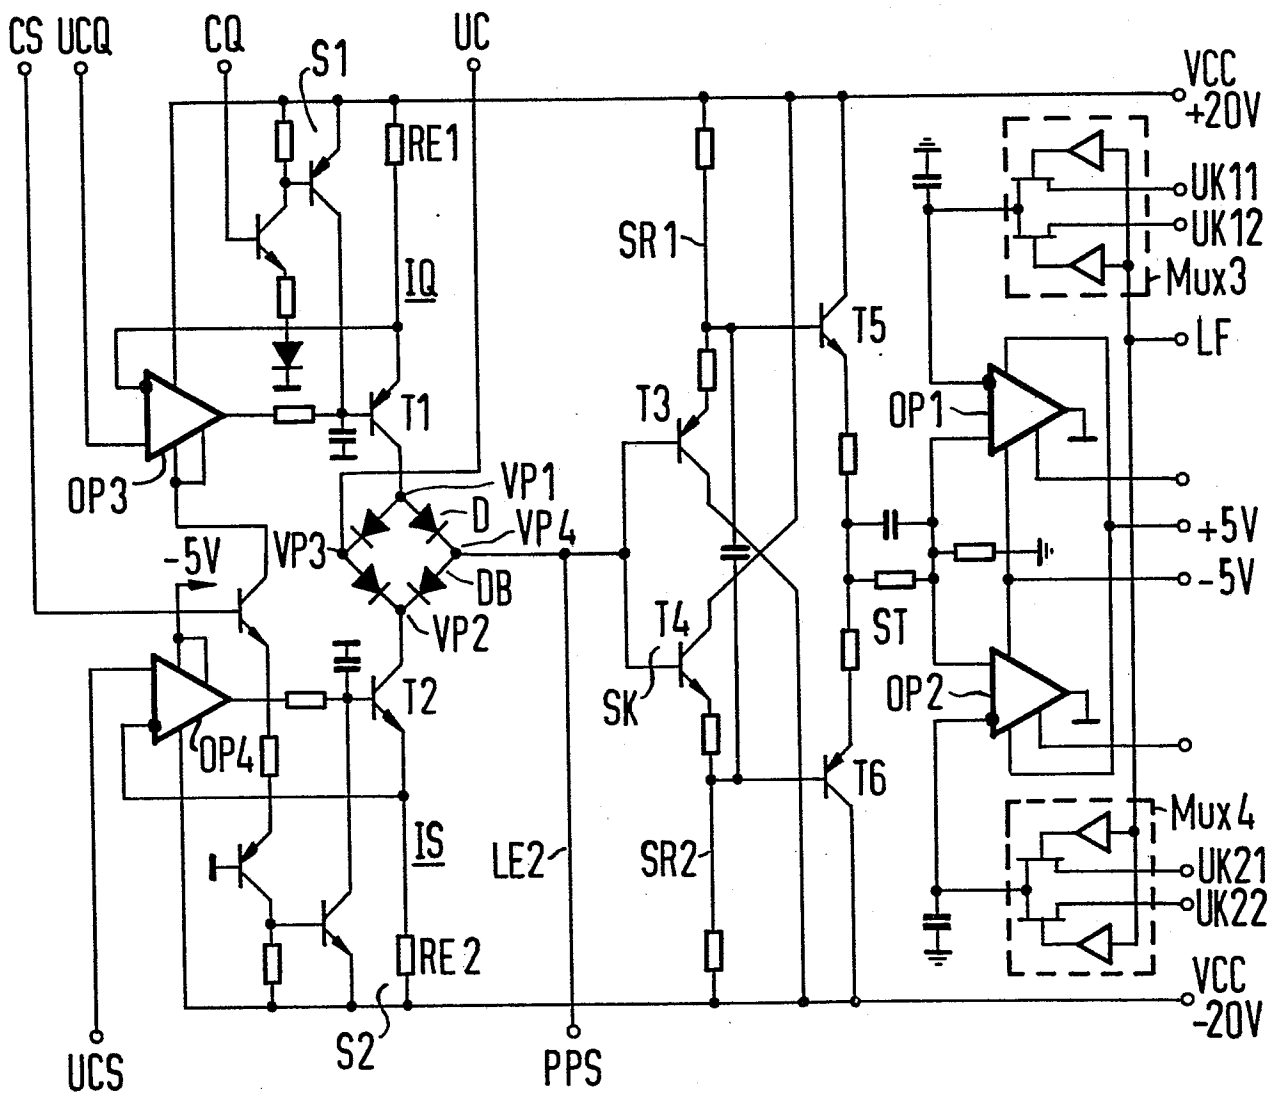 CS UCQ CQ UC
S1
VCC
+20V
RE1
UK11
UK12
SR1
IQ
Mux3
T5
LF
T3
OP1
T1
OP3
VP1
D
VP4
+5V
VP3
-5V
DB
-5V
VP2
T4
ST
SK
T2
OP2
OP4
T6
Mux4
IS
LE2
SR2
UK21
UK22
RE2
VCC
-20V
S2
UCS
PPS